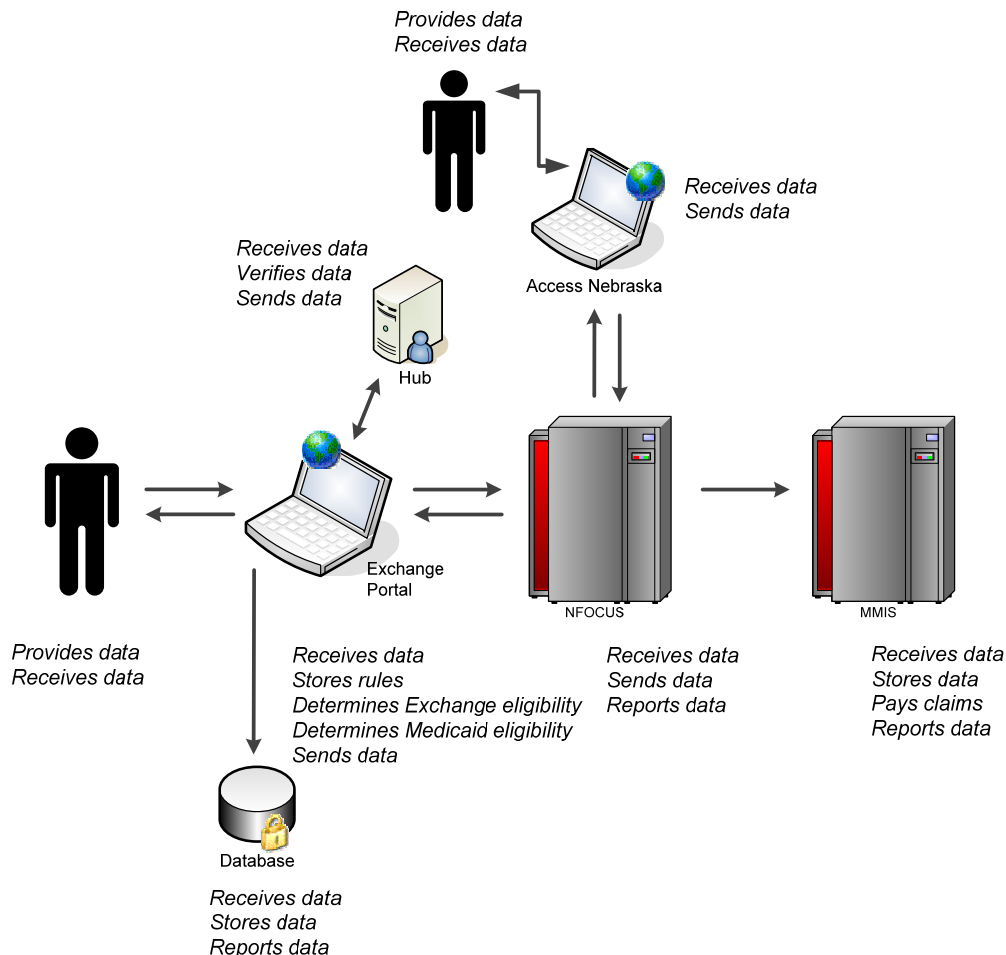 Provides data
Receives data
Receives data
Sends data
Access Nebraska
Receives data
Verifies data
Sends data
Hub
Exchange
Portal
NFOCUS
MMIS
Provides data
Receives data
Receives data
Stores rules
Determines Exchange eligibility
Determines Medicaid eligibility
Sends data
Receives data
Sends data
Reports data
Receives data
Stores data
Pays claims
Reports data
Database
Receives data
Stores data
Reports data